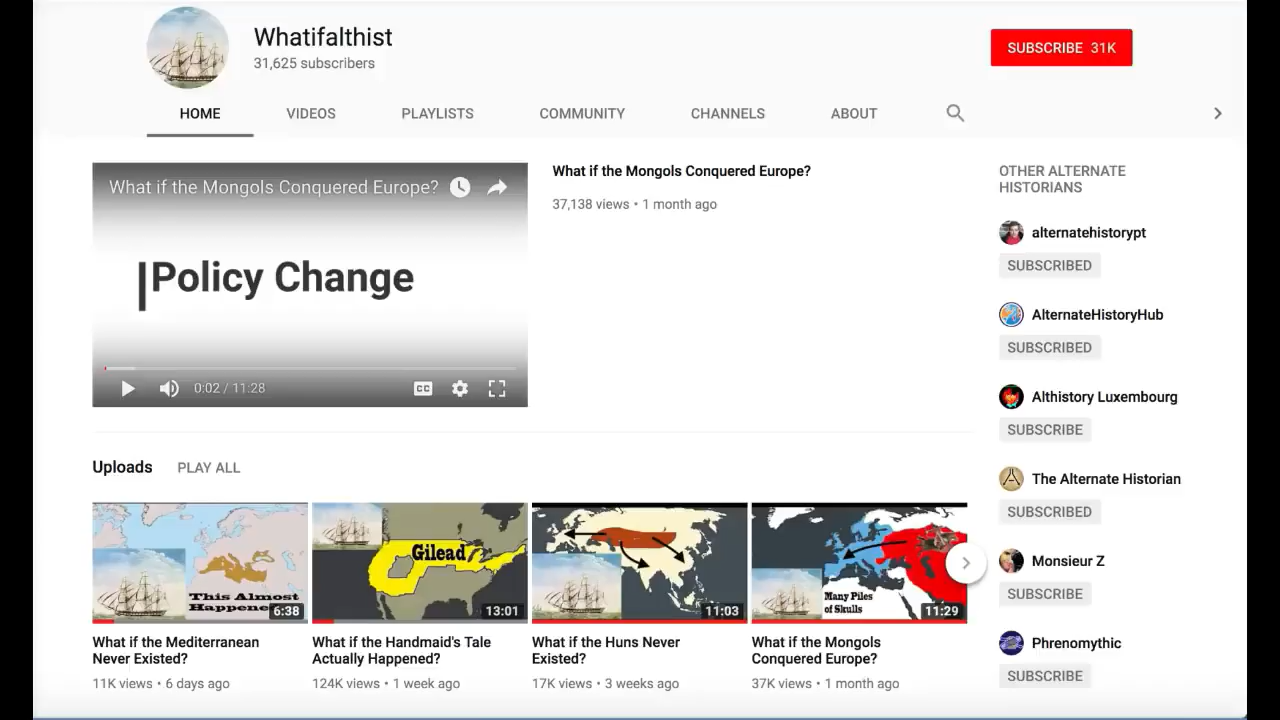 Whatifalthist
31,625 subscribers
SUBSCRIBE 31K
HOME VIDEOS PLAYLISTS COMMUNITY CHANNELS ABOUT
What if the Mongols Conquered Europe?
Policy Change
0:02 / 11:28
CC
What if the Mongols Conquered Europe?
37,138 views • 1 month ago
Uploads PLAY ALL
This Almost
Happene
6:38
What if the Mediterranean
Never Existed?
11K views • 6 days ago
Gilead
13:01
What if the Handmaid's Tale
Actually Happened?
124K views • 1 week ago
11:03
What if the Huns Never
Existed?
17K views • 3 weeks ago
Many Piles
of Skulls
11:29
What if the Mongols
Conquered Europe?
37K views • 1 month ago
OTHER ALTERNATE
HISTORIANS
alternatehistorypt
SUBSCRIBED
AlternateHistoryHub
SUBSCRIBED
Althistory Luxembourg
SUBSCRIBE
The Alternate Historian
SUBSCRIBED
Monsieur Z
SUBSCRIBE
Phrenomythic
SUBSCRIBE